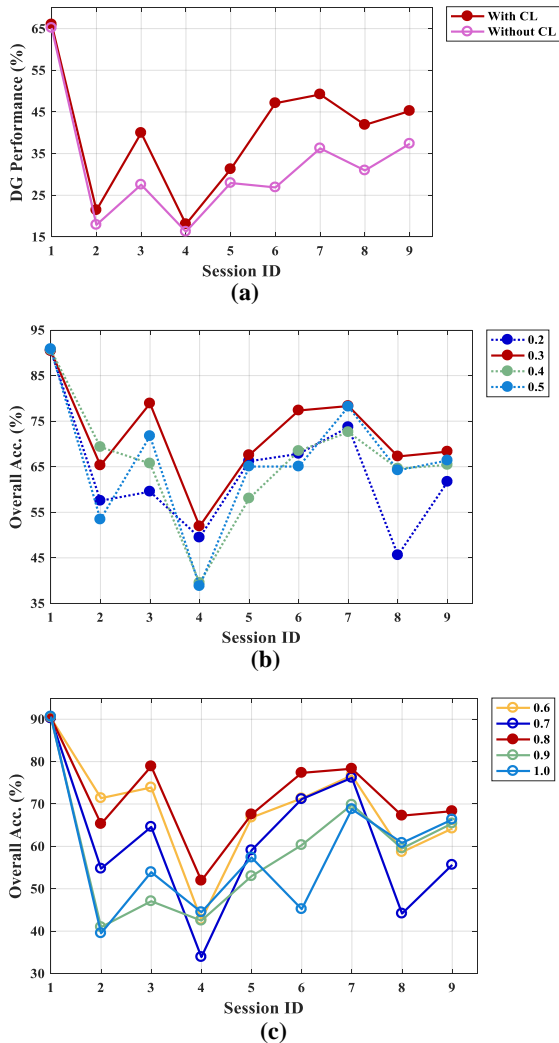 65
55
45
35
25
15
DG Performance (%)
1 2 3 4 5 6 7 8 9
Session ID
With CL
Without CL
(a)
95
85
75
65
55
45
35
Overall Acc. (%)
1 2 3 4 5 6 7 8 9
Session ID
0.2
0.3
0.4
0.5
(b)
90
80
70
60
50
40
30
Overall Acc. (%)
1 2 3 4 5 6 7 8 9
Session ID
0.6
0.7
0.8
0.9
1.0
(c)